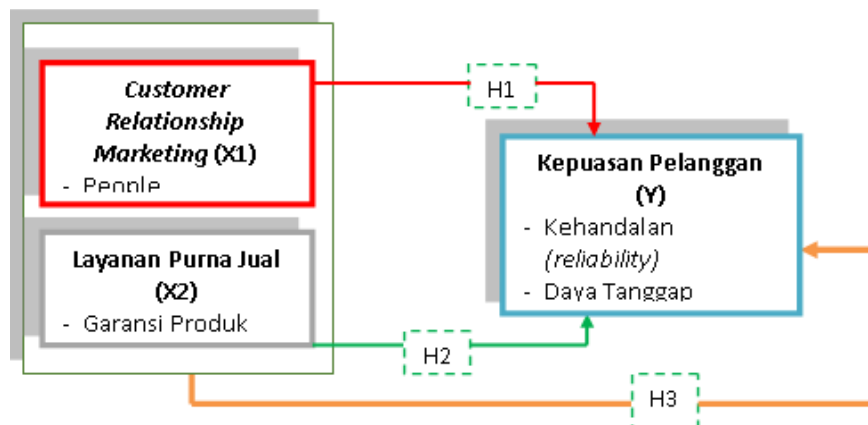 Customer
Relationship
Marketing (X1)
- People
Layanan Purna Jual
(X2)
- Garansi Produk
H1
Kepuasan Pelanggan
(Y)
- Kehandalan
(reliability)
- Daya Tanggap
H2
H3